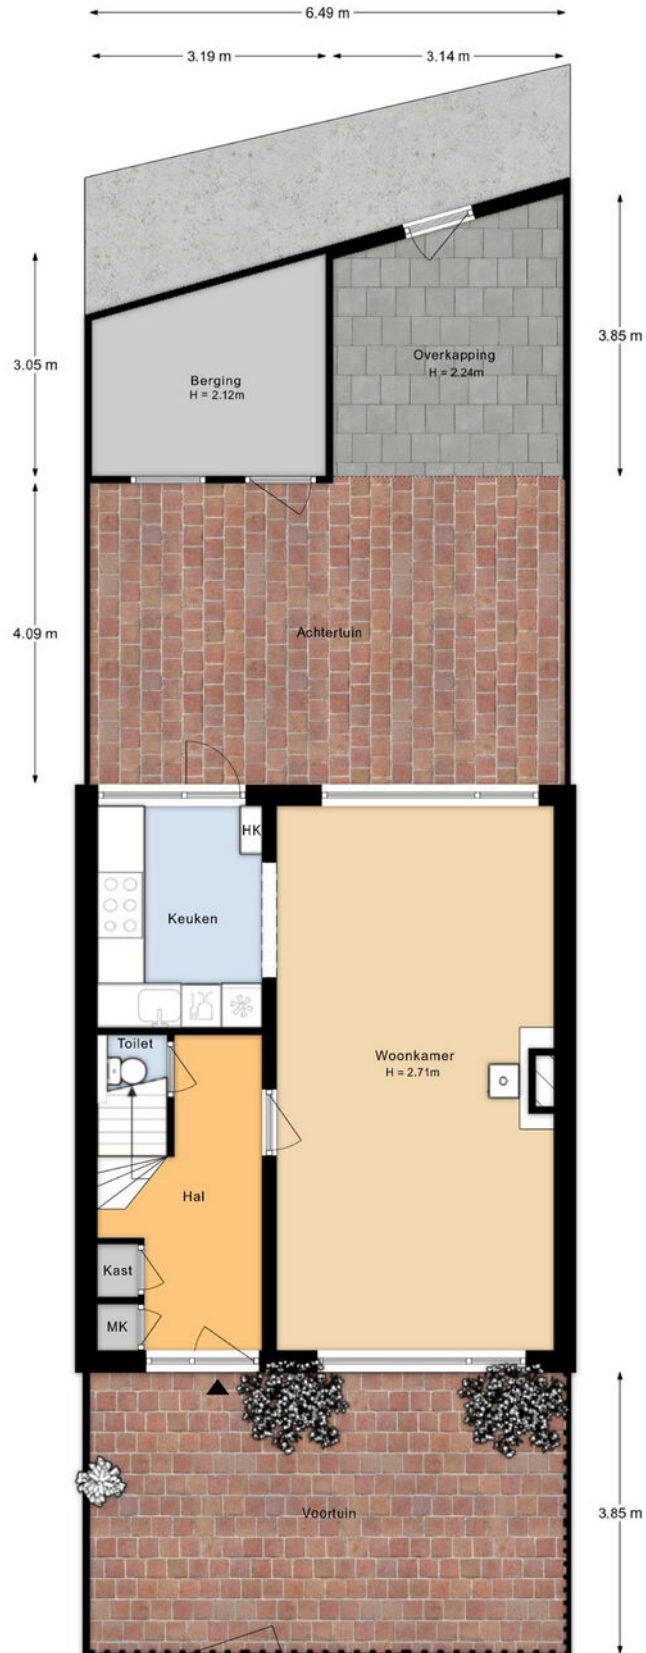 6.49 m
3.19 m
3.14 m
3.05 m
3.85 m
Berging
H = 2.12m
Overkapping
H = 2.24m
4.09 m
Achtertuin
HK
Keuken
Toilet
Woonkamer
H = 2.71m
Hal
Kast
MK
Voortuin
3.85 m